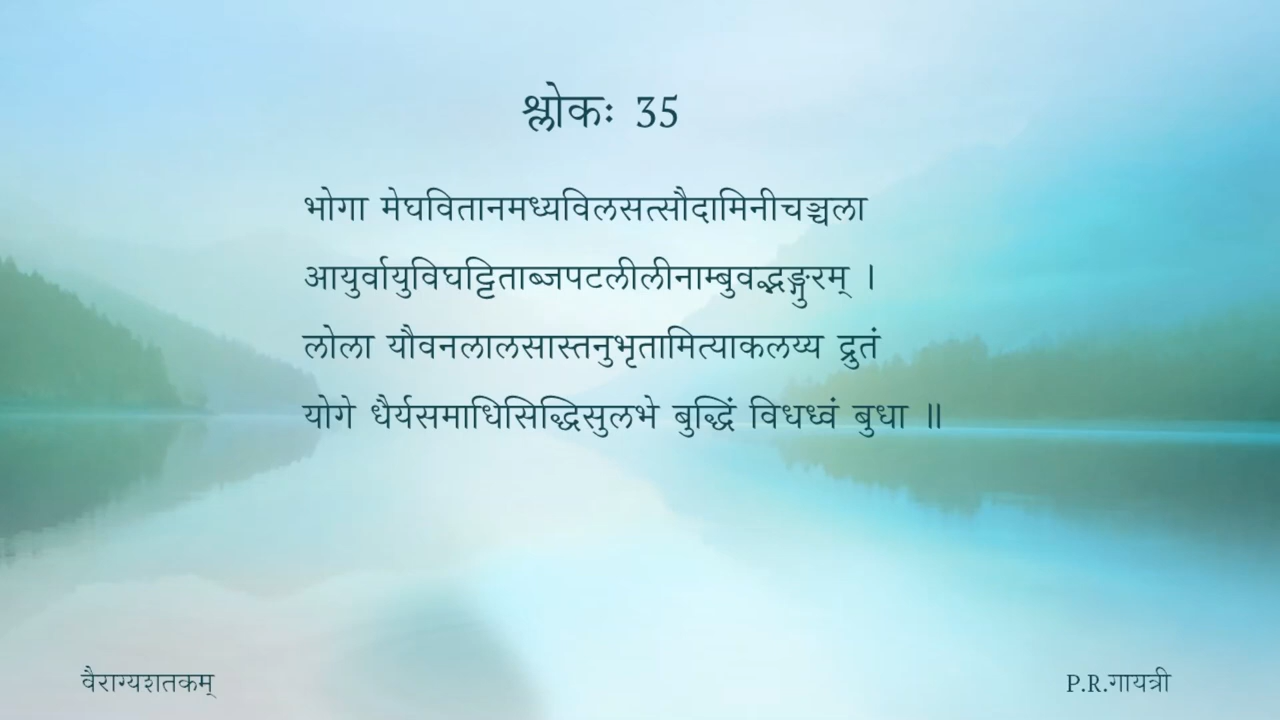 श्लोकः 35
भोगा मेघवितानमध्यविलसत्सौदामिनीचञ्चला
आयुर्वायुविघट्टिताब्जपटलीलीनाम्बुवद्भङ्गुरम् ।
लोला यौवनलालसास्तनुभृतामित्याकलय्य द्रुतं
योगे धैर्यसमाधिसिद्धिसुलभे बुद्धिं विधध्वं बुधा ॥
वैराग्यशतकम्
P.R.गायत्री